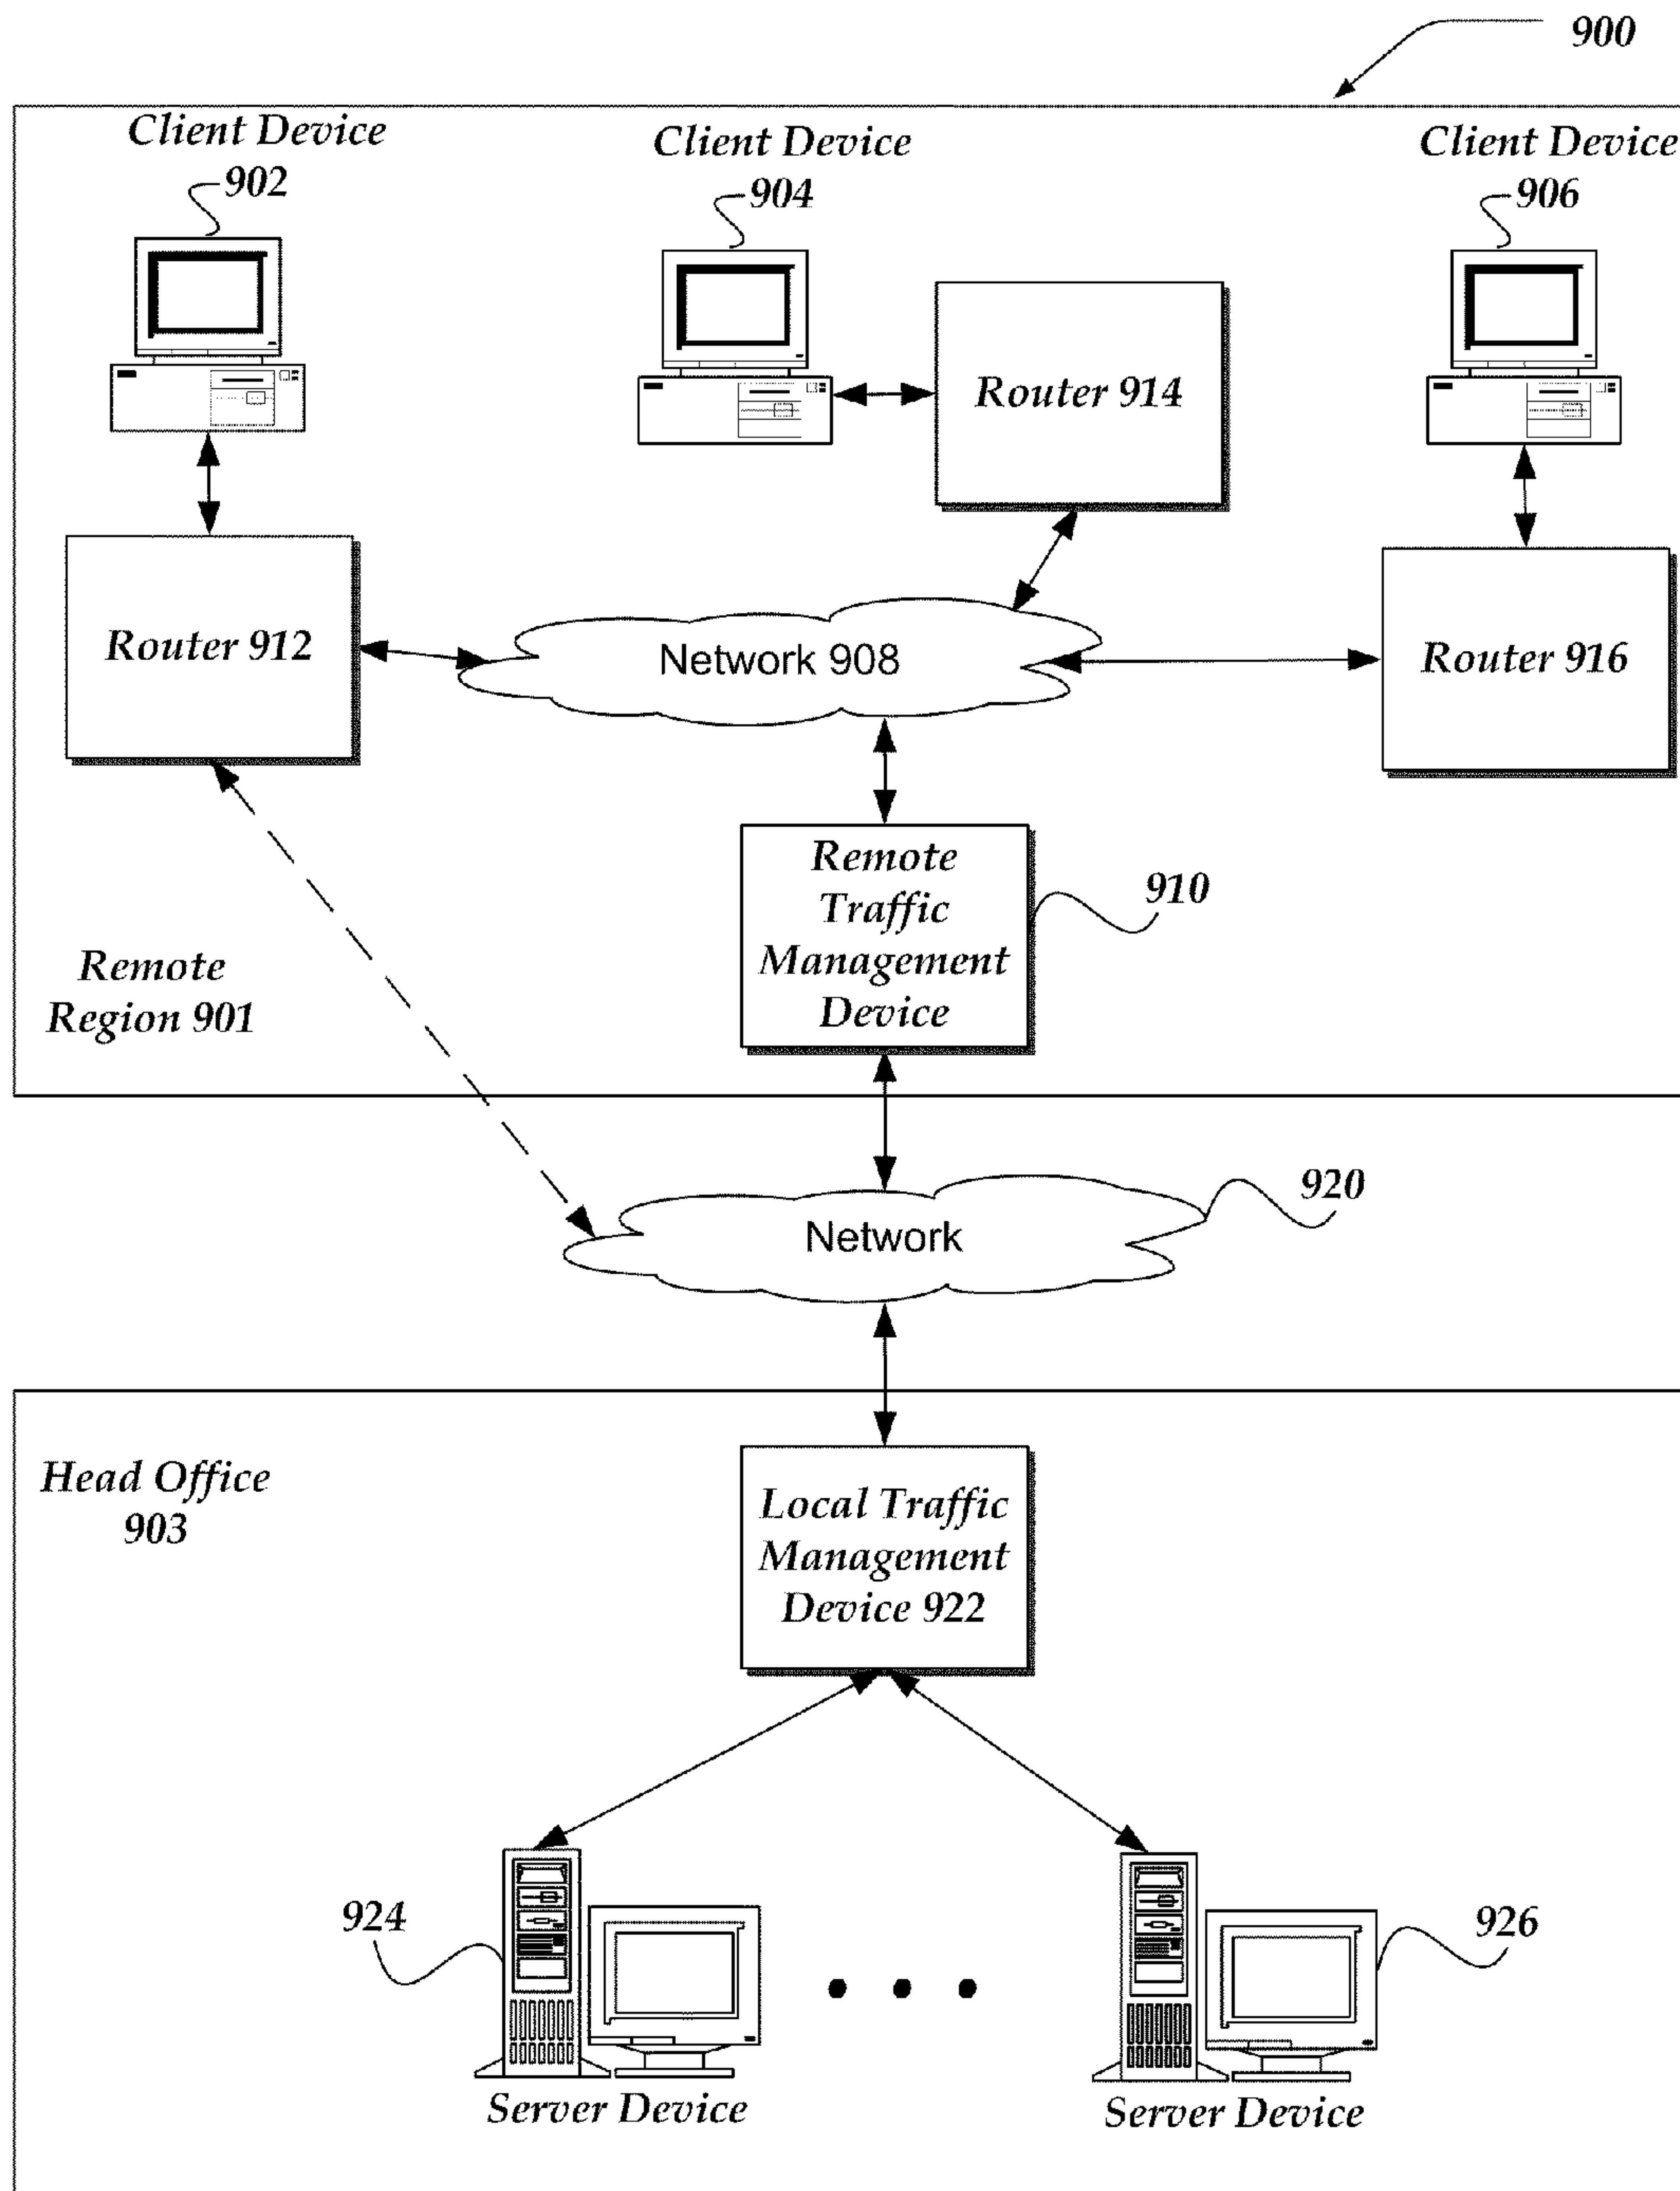 900
Client Device
902
Client Device
904
Client Device
906
Router 914
Router 912
Network 908
Router 916
Remote
Traffic
Management
Device
910
Remote
Region 901
920
Network
Head Office
903
Local Traffic
Management
Device 922
924
926
Server Device
Server Device